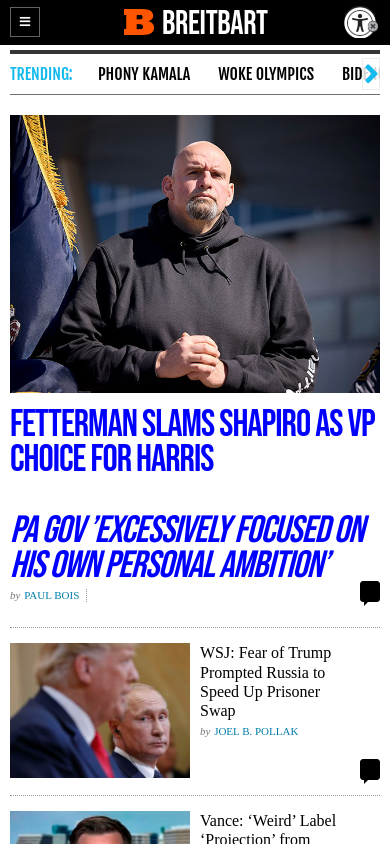 BREITBART
TRENDING: PHONY KAMALA WOKE OLYMPICS BID
FETTERMAN SLAMS SHAPIRO AS VP
CHOICE FOR HARRIS
PA GOV ’EXCESSIVELY FOCUSED ON
HIS OWN PERSONAL AMBITION’
by PAUL BOIS
WSJ: Fear of Trump
Prompted Russia to
Speed Up Prisoner
Swap
by JOEL B. POLLAK
Vance: ‘Weird’ Label
‘Projection’ from